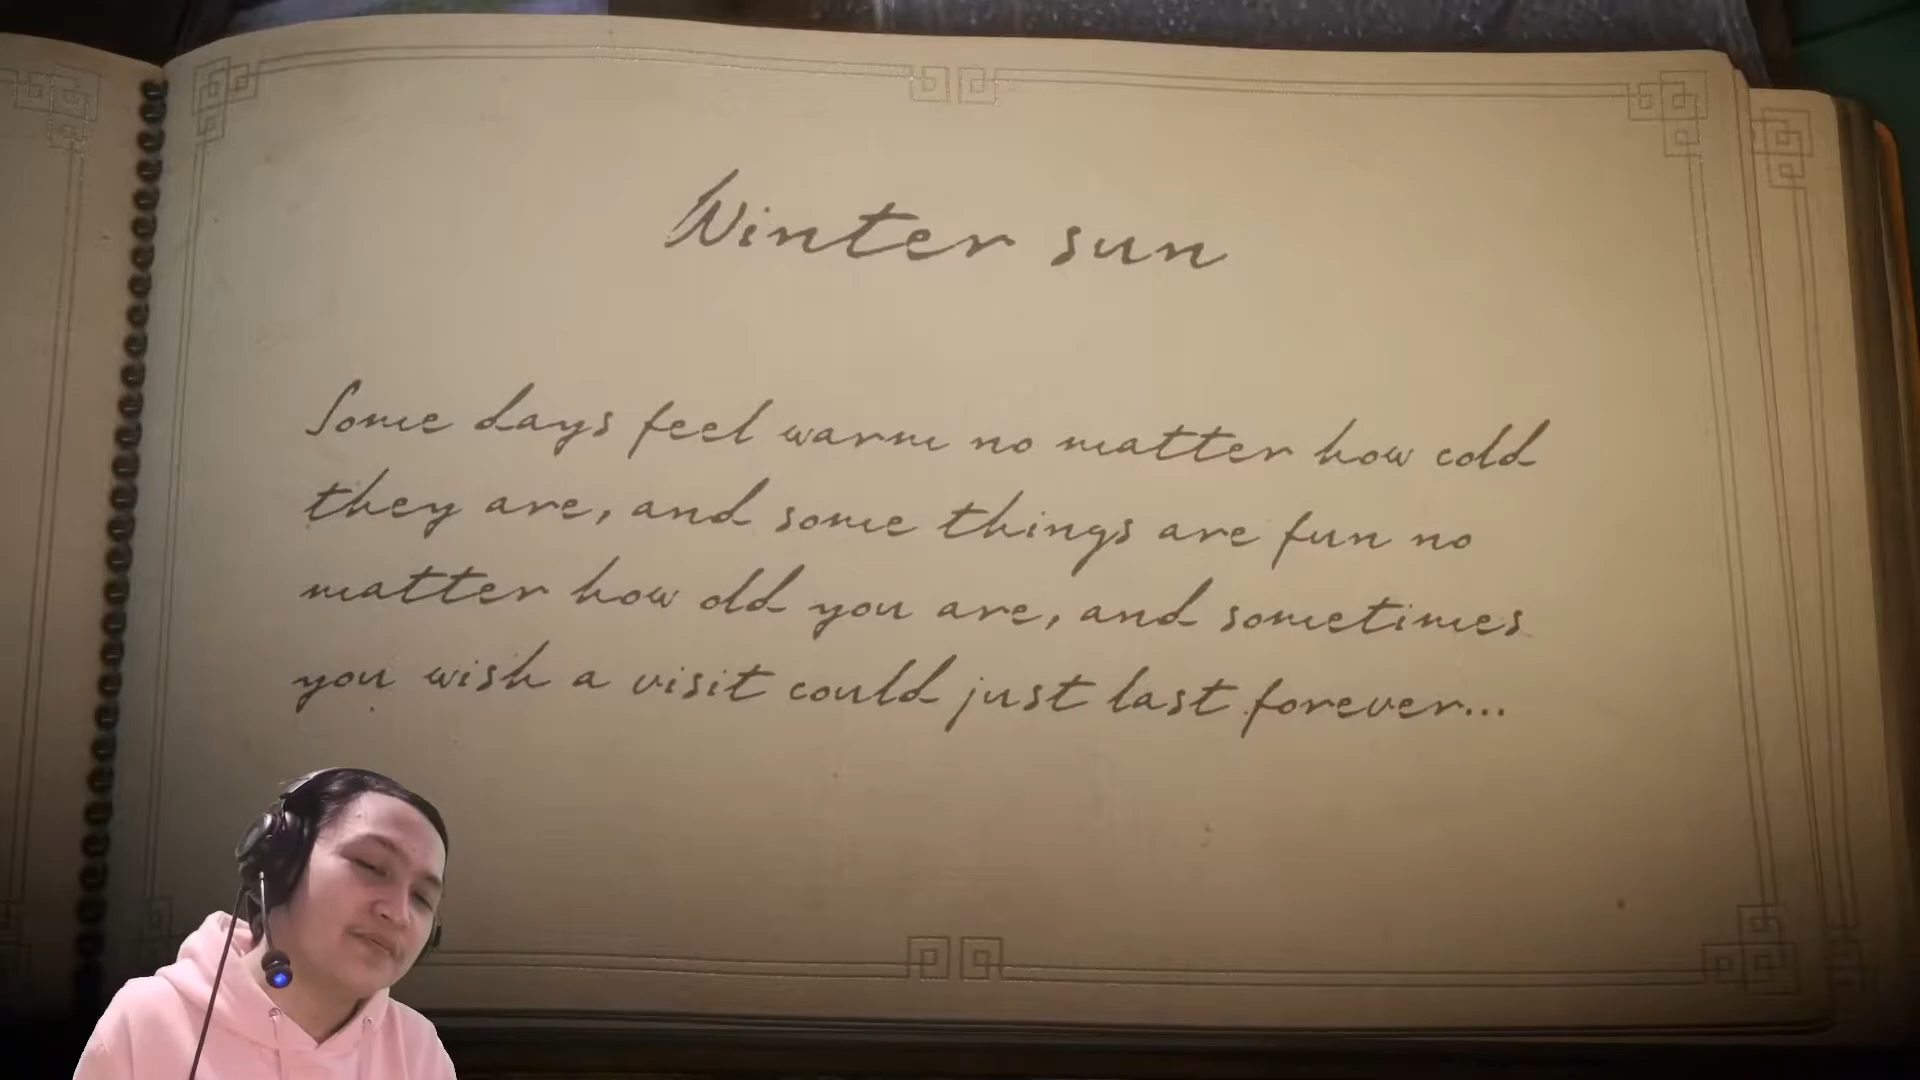 Winter sun
Some days feel warm no matter how cold
they are, and some things are fun no
matter how old you are, and sometimes
you wish a visit could just last forever...